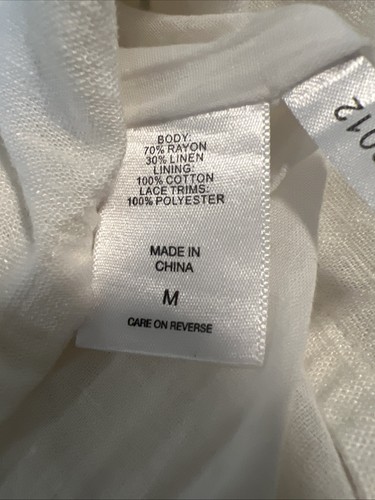 BODY:
70% RAYON
30% LINEN
LINING:
100% COTTON
LACE TRIMS:
100% POLYESTER
MADE IN
CHINA
M
CARE ON REVERSE